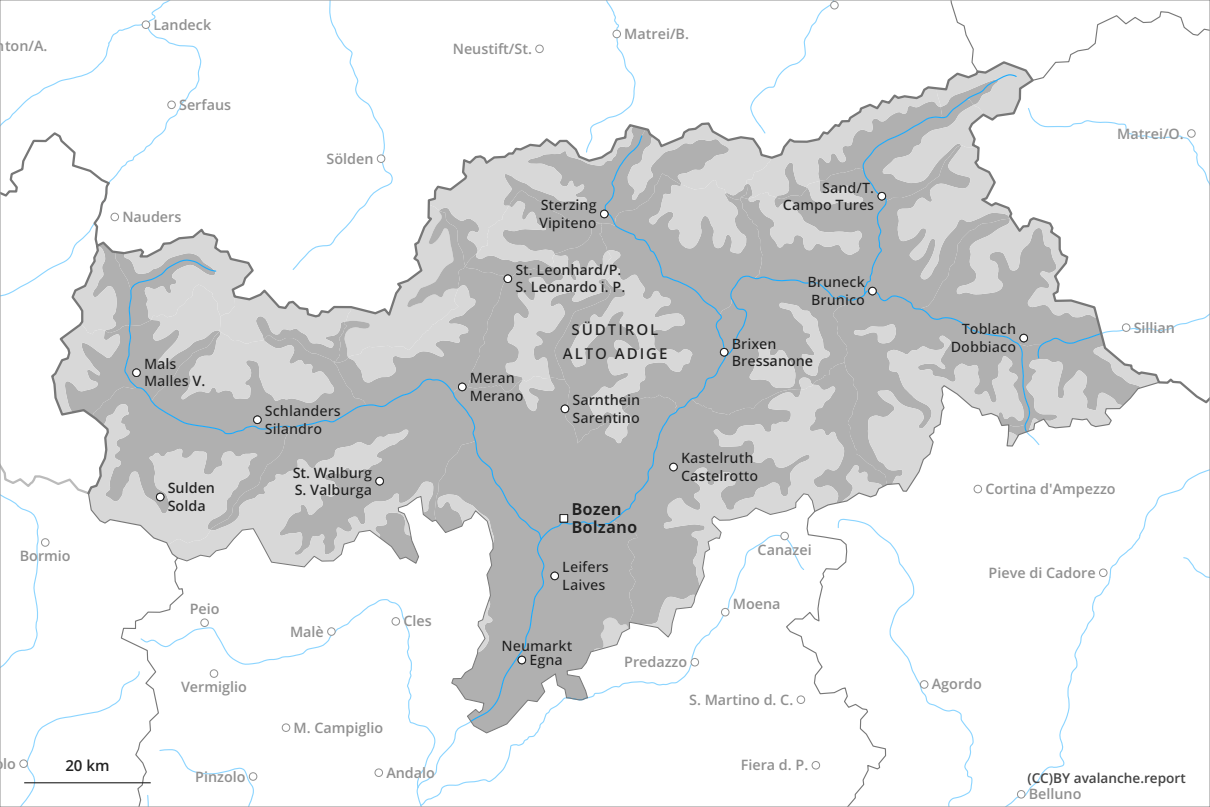 Landeck
Matrei/B.
nton/A.
Neustift/St.
Serfaus
Matrei/O.
Sölden
Sand/T.
Campo Tures
Sterzing
Vipiteno
Nauders
St. Leonhard/P.
S. Leonardo i. P.
Bruneck
Brunico
SÜDTIROL
ALTO ADIGE
Toblach
Dobbiaco
Sillian
Brixen
Bressanone
Mals
Malles V.
Meran
Merano
Sarnthein
Sarentino
Schlanders
Silandro
Kastelruth
Castelrotto
St. Walburg
S. Valburga
Sulden
Solda
Cortina d'Ampezzo
Bozen
Bolzano
Canazei
Bormio
Leifers
Laives
Pieve di Cadore
Peio
Moena
Cles
Malè
Neumarkt
Egna
Predazzo
Vermiglio
Agordo
S. Martino d. C.
M. Campiglio
olo
20 km
Pinzolo
Andalo
Fiera d. P.
(CC)BY avalanche.report
Belluno